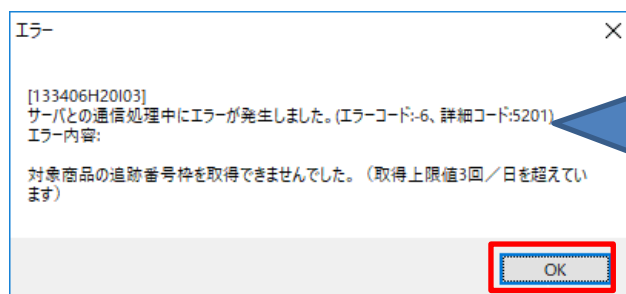 エラー
[133406H20I03]
サーバとの通信処理中にエラーが発生しました。(エラーコード:-6、詳細コード:5201)
エラー内容:
対象商品の追跡番号枠を取得できませんでした。（取得上限値3回／日を超えてい
ます）
OK